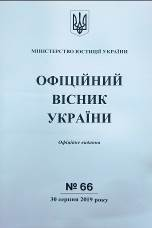 МІНІСТЕРСТВО ЮСТИЦІЇ УКРАЇНИ
ОФІЦІЙНИЙ
ВІСНИК
УКРАЇНИ
Офіційне видання
№ 66
30 серпня 2019 року